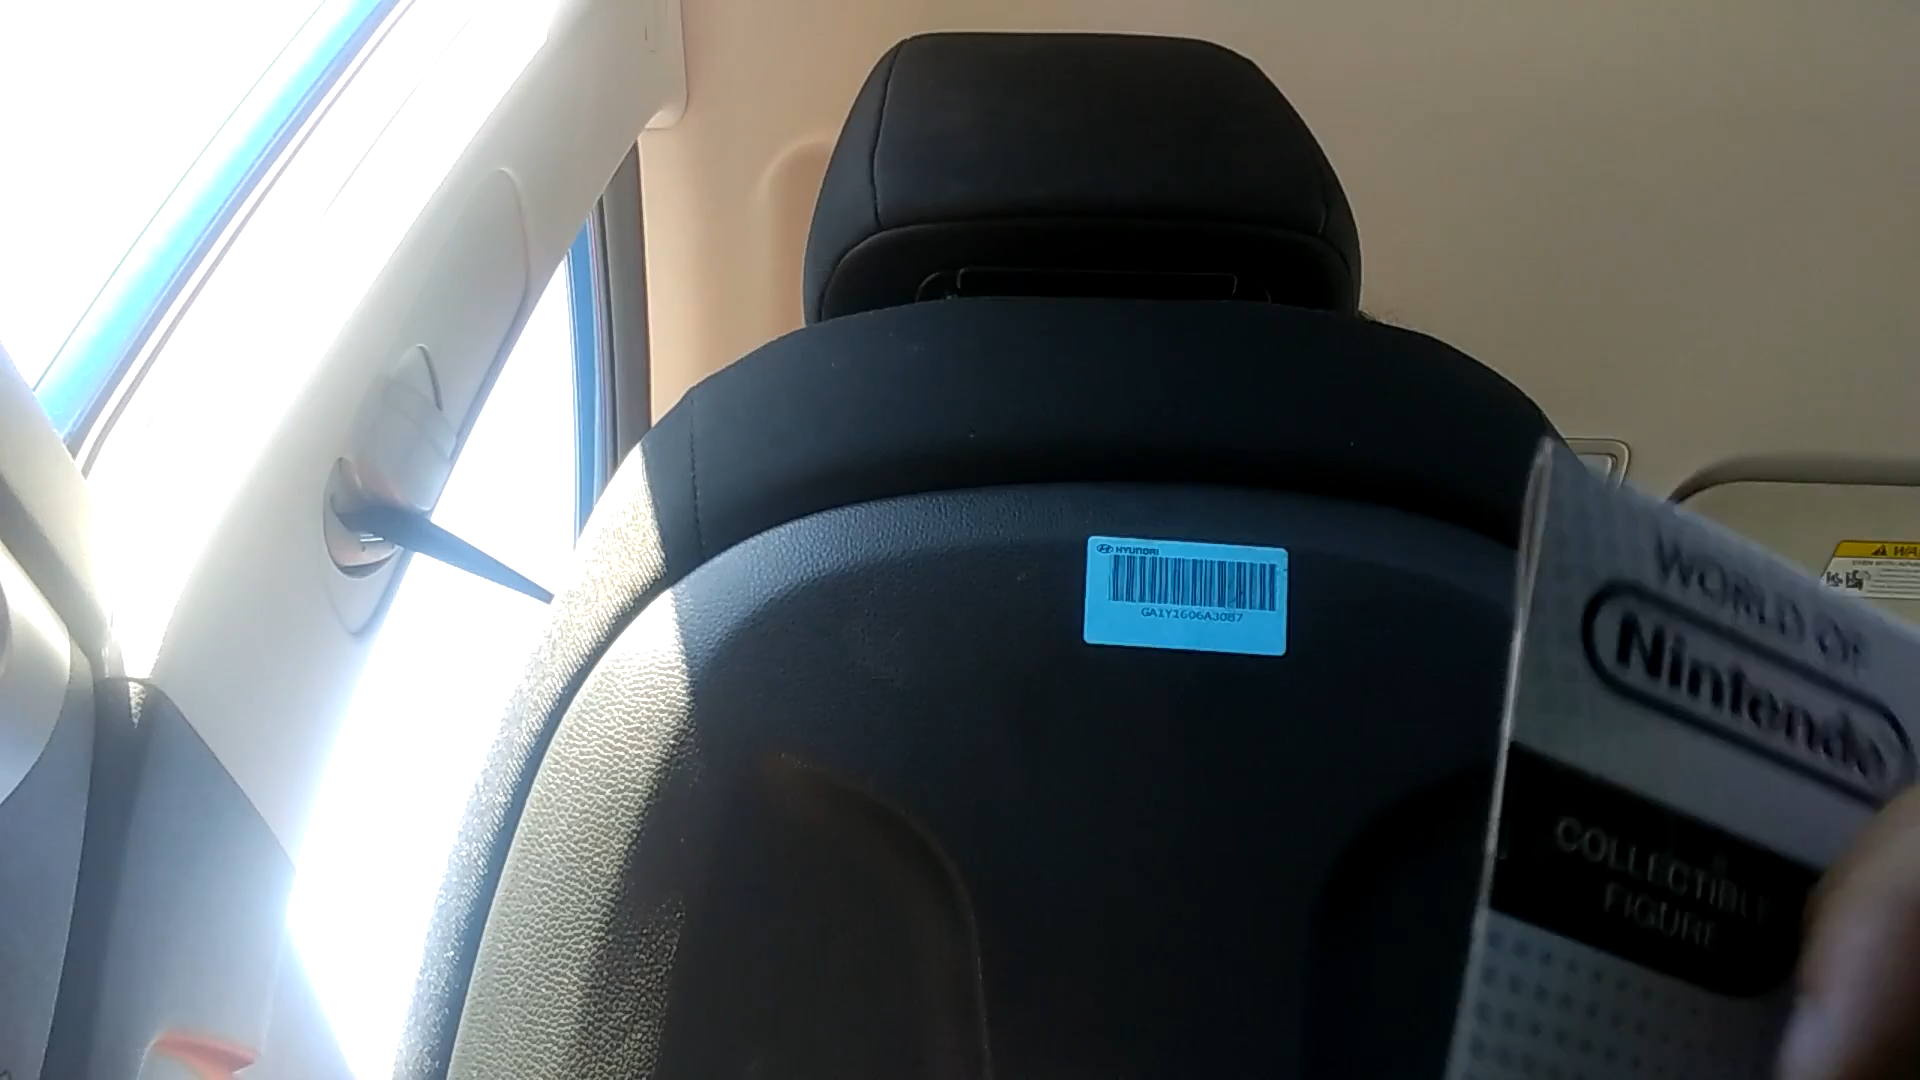 HYUNDAI
GA1Y1606A3087
WORLD OF
Nintendo
COLLECTIBLE
FIGURE